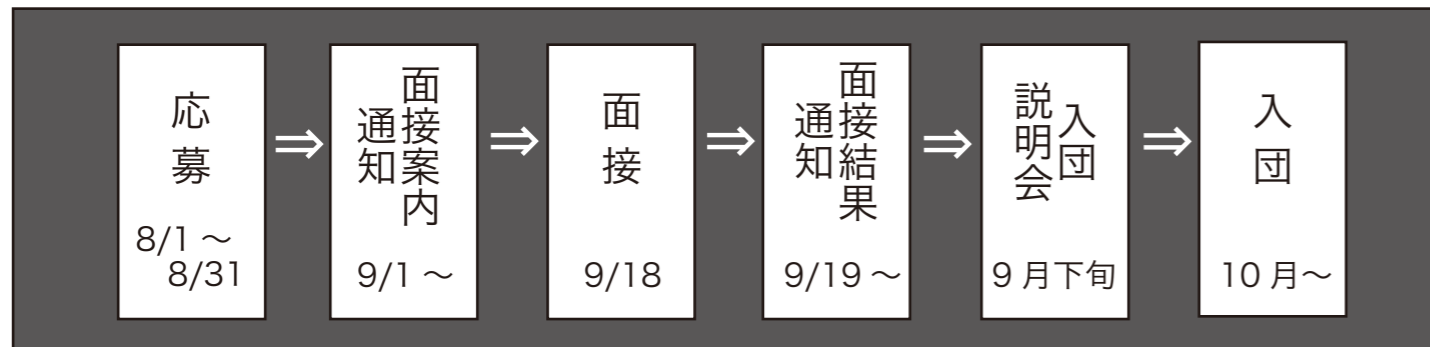 応募
8/1 〜
8/31
⇒
面接案内
通知
9/1 〜
⇒
面接
9/18
⇒
面接結果
通知
9/19 〜
⇒
入団
説明会
9 月下旬
⇒
入団
10 月〜